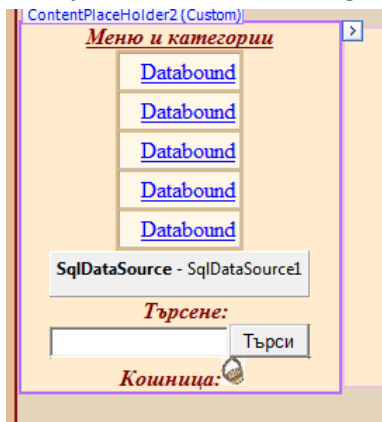 ContentPlaceHolder2 (Custom)
Меню и категории
Databound
Databound
Databound
Databound
Databound
SqlDataSource - SqlDataSource1
Търсене:
Търси
Кошница: